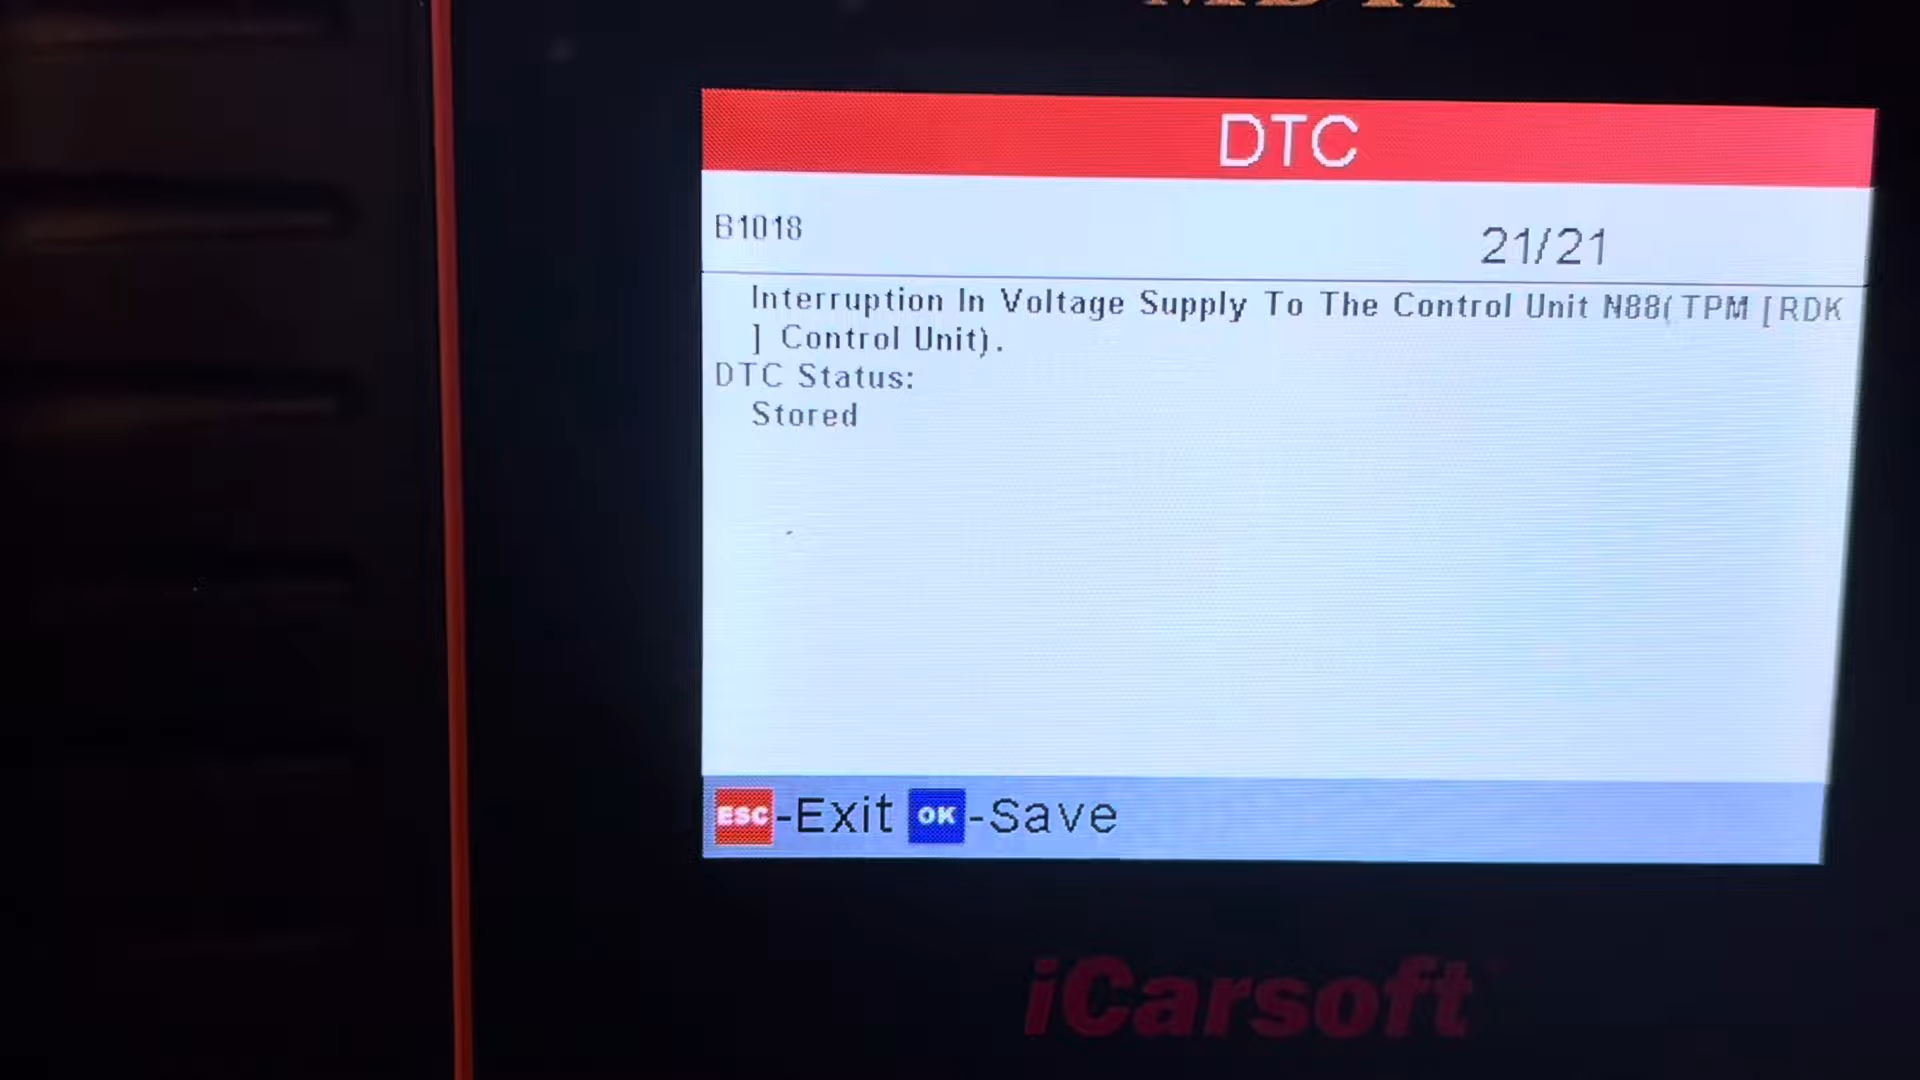 DTC
B1018 21/21
Interruption In Voltage Supply To The Control Unit N88(TPM [RDK
] Control Unit).
DTC Status:
Stored
ESC-Exit OK-Save
iCarsoft